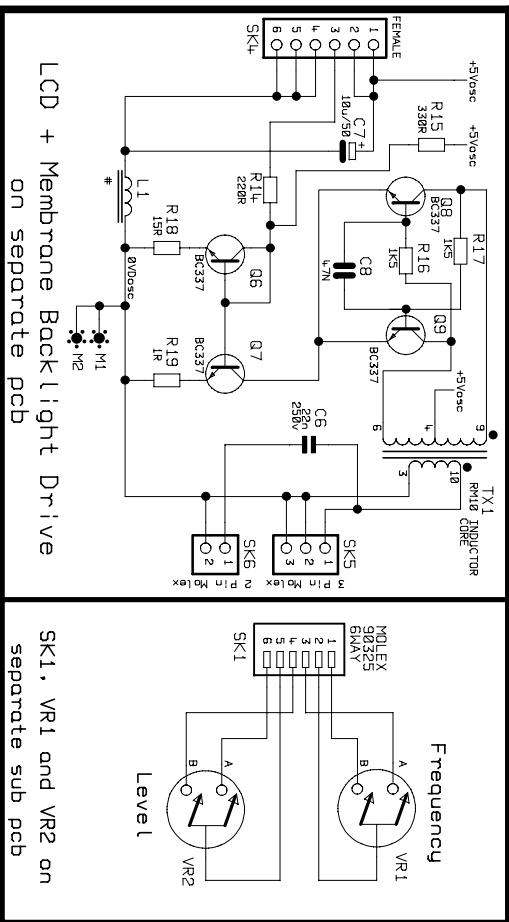 FEMALE
SK4
1
2
3
4
5
6
+5Vosc
+5Vosc
R15
330R
C7
+
10u/50
R14
220R
L1
#
R18
15R
0VDosc
Q6
BC337
Q7
BC337
R19
1R
M1
M2
Q8
BC337
R16
1K5
R17
1K5
C8
47N
Q9
BC337
+5Vosc
9
4
6
10
3
TX1
RM10 INDUCTOR
CORE
C6
22n
250v
SK6
1
2
2 Pin Molex
SK5
1
2
3
3 Pin Molex
LCD + Membrane Backlight Drive
on separate pcb
MOLEX
90325
6WAY
SK1
1
2
3
4
5
6
Frequency
A
B
VR1
Level
A
B
VR2
SK1, VR1 and VR2 on
separate sub pcb